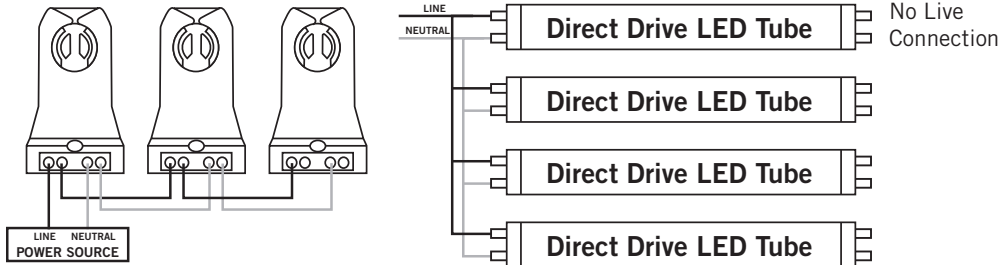 LINE NEUTRAL
POWER SOURCE
LINE
NEUTRAL
Direct Drive LED Tube
No Live
Connection
Direct Drive LED Tube
Direct Drive LED Tube
Direct Drive LED Tube